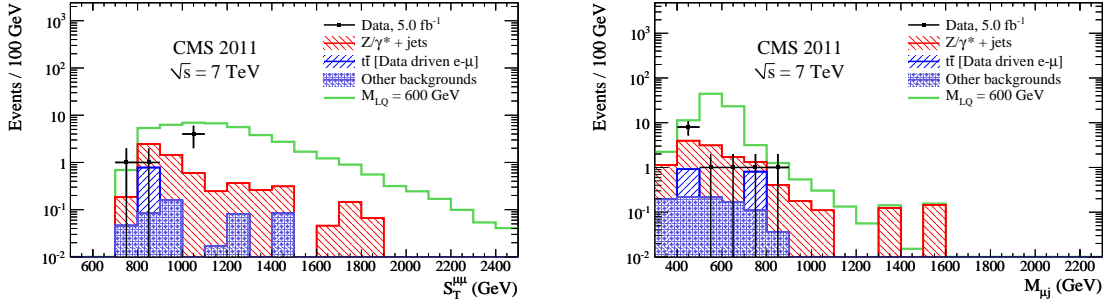 Events / 100 GeV
10³
10²
10
1
10⁻¹
10⁻²
CMS 2011
√s = 7 TeV
Data, 5.0 fb⁻¹
Z/γ* + jets
tt̄ [Data driven e-μ]
Other backgrounds
M_LQ = 600 GeV
600 800 1000 1200 1400 1600 1800 2000 2200 2400
S_T^μμ (GeV)
Events / 100 GeV
10³
10²
10
1
10⁻¹
10⁻²
CMS 2011
√s = 7 TeV
Data, 5.0 fb⁻¹
Z/γ* + jets
tt̄ [Data driven e-μ]
Other backgrounds
M_LQ = 600 GeV
400 600 800 1000 1200 1400 1600 1800 2000 2200
M_μj (GeV)